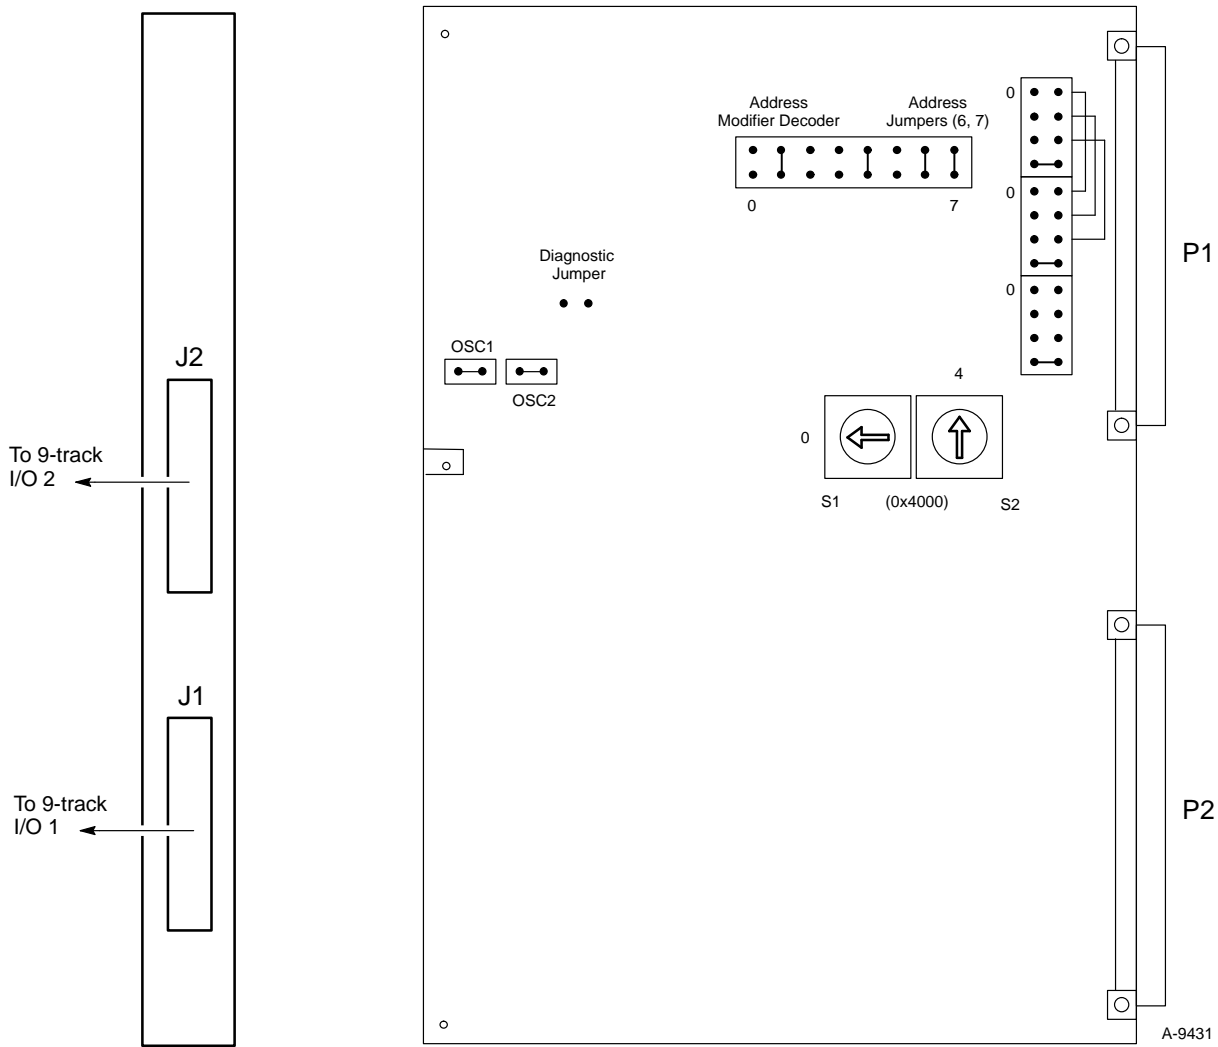 Address
Modifier Decoder
Address
Jumpers (6, 7)
0
0
7
0
P1
Diagnostic
Jumper
0
J2
OSC1
OSC2
4
To 9-track
I/O 2
0
S1
(0x4000)
S2
J1
To 9-track
I/O 1
P2
A-9431